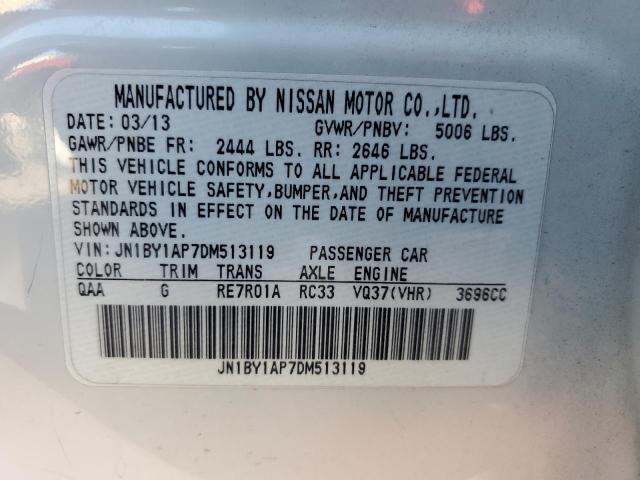 MANUFACTURED BY NISSAN MOTOR CO.,LTD.
DATE: 03/13 GVWR/PNBV: 5006 LBS.
GAWR/PNBE FR: 2444 LBS. RR: 2646 LBS.
THIS VEHICLE CONFORMS TO ALL APPLICABLE FEDERAL
MOTOR VEHICLE SAFETY,BUMPER,AND THEFT PREVENTION
STANDARDS IN EFFECT ON THE DATE OF MANUFACTURE
SHOWN ABOVE.
VIN:JN1BY1AP7DM513119 PASSENGER CAR
COLOR TRIM TRANS AXLE ENGINE
QAA G RE7R01A RC33 VQ37(VHR) 3696CC
JN1BY1AP7DM513119